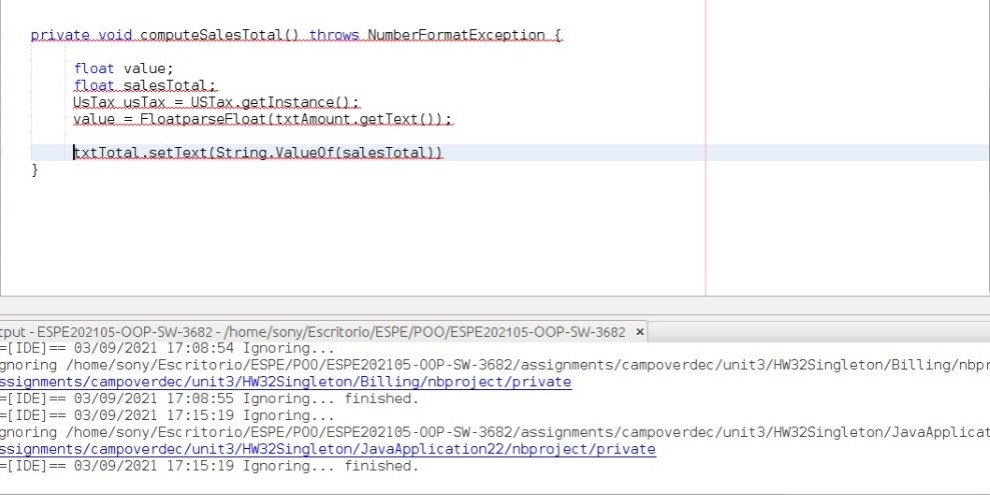 private void computeSalesTotal() throws NumberFormatException {
float value;
float salesTotal;
UsTax usTax = USTax.getInstance();
value = FloatparseFloat(txtAmount.getText());
txtTotal.setText(String.ValueOf(salesTotal))
}
tput - ESPE202105-OOP-SW-3682 - /home/sony/Escritorio/ESPE/POO/ESPE202105-OOP-SW-3682 ×
=[IDE]== 03/09/2021 17:08:54 Ignoring...
gnoring /home/sony/Escritorio/ESPE/POO/ESPE202105-OOP-SW-3682/assignments/campoverdec/unit3/HW32Singleton/Billing/nbpr
ssignments/campoverdec/unit3/HW32Singleton/Billing/nbproject/private
=[IDE]== 03/09/2021 17:08:55 Ignoring... finished.
=[IDE]== 03/09/2021 17:15:19 Ignoring...
gnoring /home/sony/Escritorio/ESPE/POO/ESPE202105-OOP-SW-3682/assignments/campoverdec/unit3/HW32Singleton/JavaApplicat
ssignments/campoverdec/unit3/HW32Singleton/JavaApplication22/nbproject/private
=[IDE]== 03/09/2021 17:15:19 Ignoring... finished.